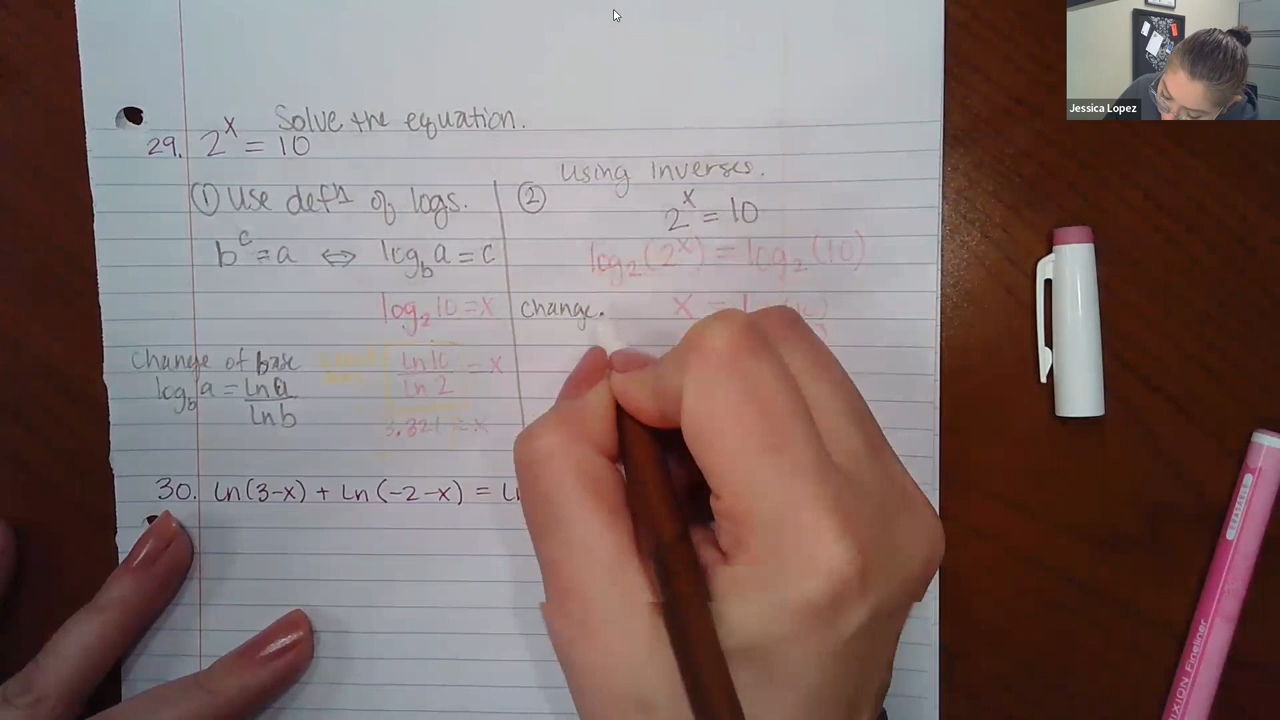 Solve the equation.
29. 2^x = 10
① Use def'n of logs.
b^c = a ⇔ log_b a = c
log_2 10 = x
Change of base
log_b a = ln a / ln b
ln 10 / ln 2 = x
3.321 ≈ x
② Using inverses.
2^x = 10
log_2(2^x) = log_2(10)
Change.
x =
30. ln(3-x) + ln(-2-x) =
Jessica Lopez
Fineliner